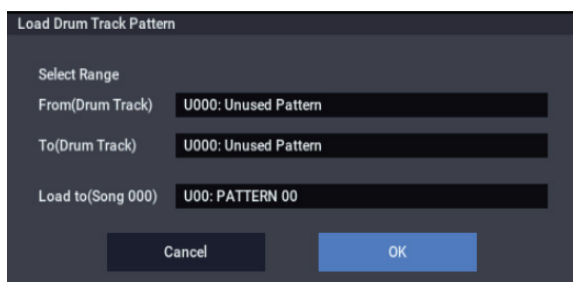 Load Drum Track Pattern
Select Range
From(Drum Track) U000: Unused Pattern
To(Drum Track) U000: Unused Pattern
Load to(Song 000) U00: PATTERN 00
Cancel OK